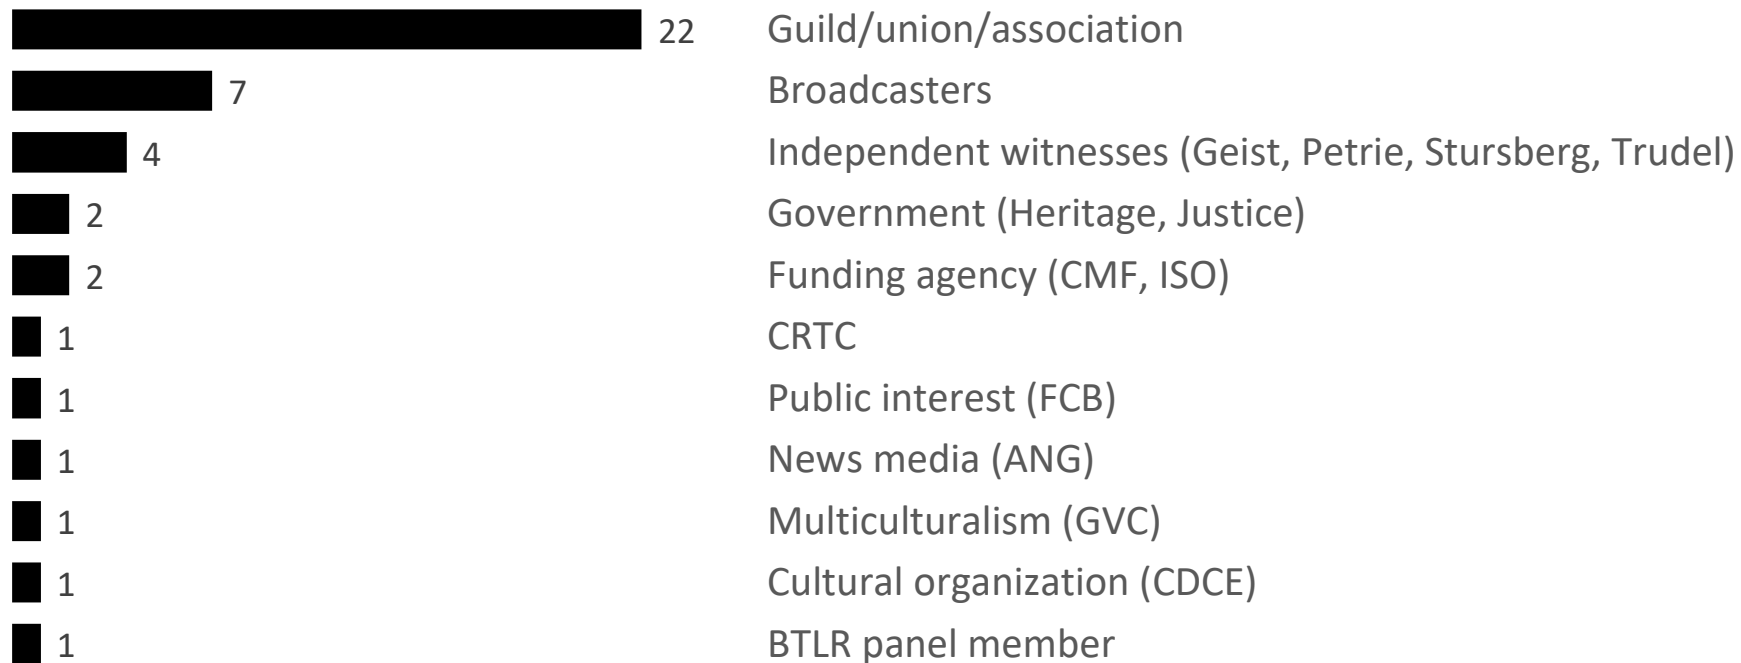 22 Guild/union/association
7 Broadcasters
4 Independent witnesses (Geist, Petrie, Stursberg, Trudel)
2 Government (Heritage, Justice)
2 Funding agency (CMF, ISO)
1 CRTC
1 Public interest (FCB)
1 News media (ANG)
1 Multiculturalism (GVC)
1 Cultural organization (CDCE)
1 BTLR panel member